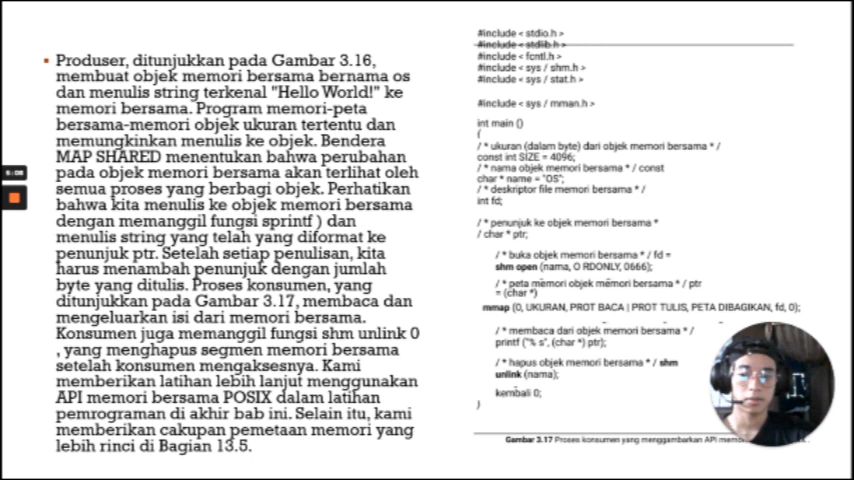 Produser, ditunjukkan pada Gambar 3.16,
membuat objek memori bersama bernama os
dan menulis string terkenal "Hello World!" ke
memori bersama. Program memori-peta
bersama-memori objek ukuran tertentu dan
memungkinkan menulis ke objek. Bendera
MAP SHARED menentukan bahwa perubahan
pada objek memori bersama akan terlihat oleh
semua proses yang berbagi objek. Perhatikan
bahwa kita menulis ke objek memori bersama
dengan memanggil fungsi sprintf ) dan
menulis string yang telah yang diformat ke
penunjuk ptr. Setelah setiap penulisan, kita
harus menambah penunjuk dengan jumlah
byte yang ditulis. Proses konsumen, yang
ditunjukkan pada Gambar 3.17, membaca dan
mengeluarkan isi dari memori bersama.
Konsumen juga memanggil fungsi shm unlink 0
, yang menghapus segmen memori bersama
setelah konsumen mengaksesnya. Kami
memberikan latihan lebih lanjut menggunakan
API memori bersama POSIX dalam latihan
pemrograman di akhir bab ini. Selain itu, kami
memberikan cakupan pemetaan memori yang
lebih rinci di Bagian 13.5.
#include < stdio.h >
#include < stdlib.h >
#include < fcntl.h >
#include < sys / shm.h >
#include < sys / stat.h >
#include < sys / mman.h >
int main ()
{
/ * ukuran (dalam byte) dari objek memori bersama * /
const int SIZE = 4096;
/ * nama objek memori bersama * / const
char * name = "OS";
/ * deskriptor file memori bersama * /
int fd;
/ * penunjuk ke objek memori bersama *
/ char * ptr;
/ * buka objek memori bersama * / fd =
shm open (nama, O RDONLY, 0666);
/ * peta memori objek memori bersama * / ptr
= (char *)
mmap (0, UKURAN, PROT BACA | PROT TULIS, PETA DIBAGIKAN, fd, 0);
/ * membaca dari objek memori bersama * /
printf ("% s", (char *) ptr);
/ * hapus objek memori bersama * / shm
unlink (nama);
kembali 0;
}
Gambar 3.17 Proses konsumen yang menggambarkan API